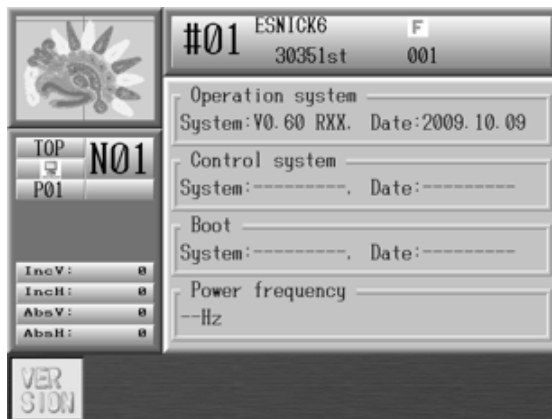 #01 ESNICK6 F
30351st 001
Operation system
System:V0.60 RXX. Date:2009.10.09
TOP N01
P01
Control system
System:---------. Date:---------
Boot
System:---------. Date:---------
IncV: 0
IncH: 0
AbsV: 0
AbsH: 0
Power frequency
--Hz
VER
SION